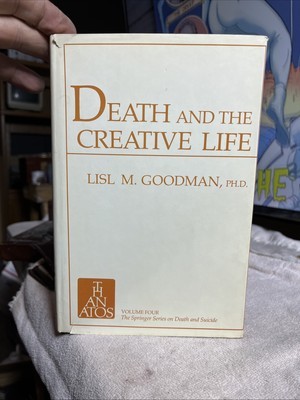 DEATH AND THE
CREATIVE LIFE
LISL M. GOODMAN, PH.D.
TH
AN
ATOS
VOLUME FOUR
The Springer Series on Death and Suicide